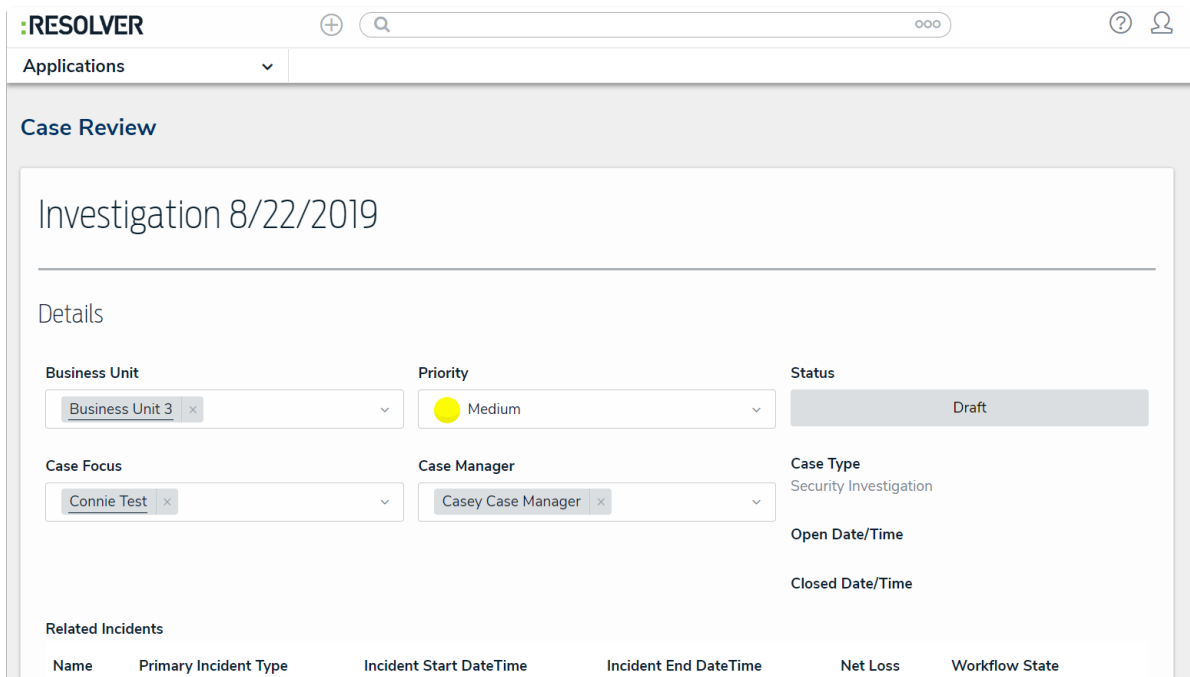 :RESOLVER
Applications
Case Review
Investigation 8/22/2019
Details
Business Unit Priority Status
Business Unit 3 × Medium Draft
Case Focus Case Manager Case Type
Security Investigation
Connie Test × Casey Case Manager ×
Open Date/Time
Closed Date/Time
Related Incidents
Name Primary Incident Type Incident Start DateTime Incident End DateTime Net Loss Workflow State